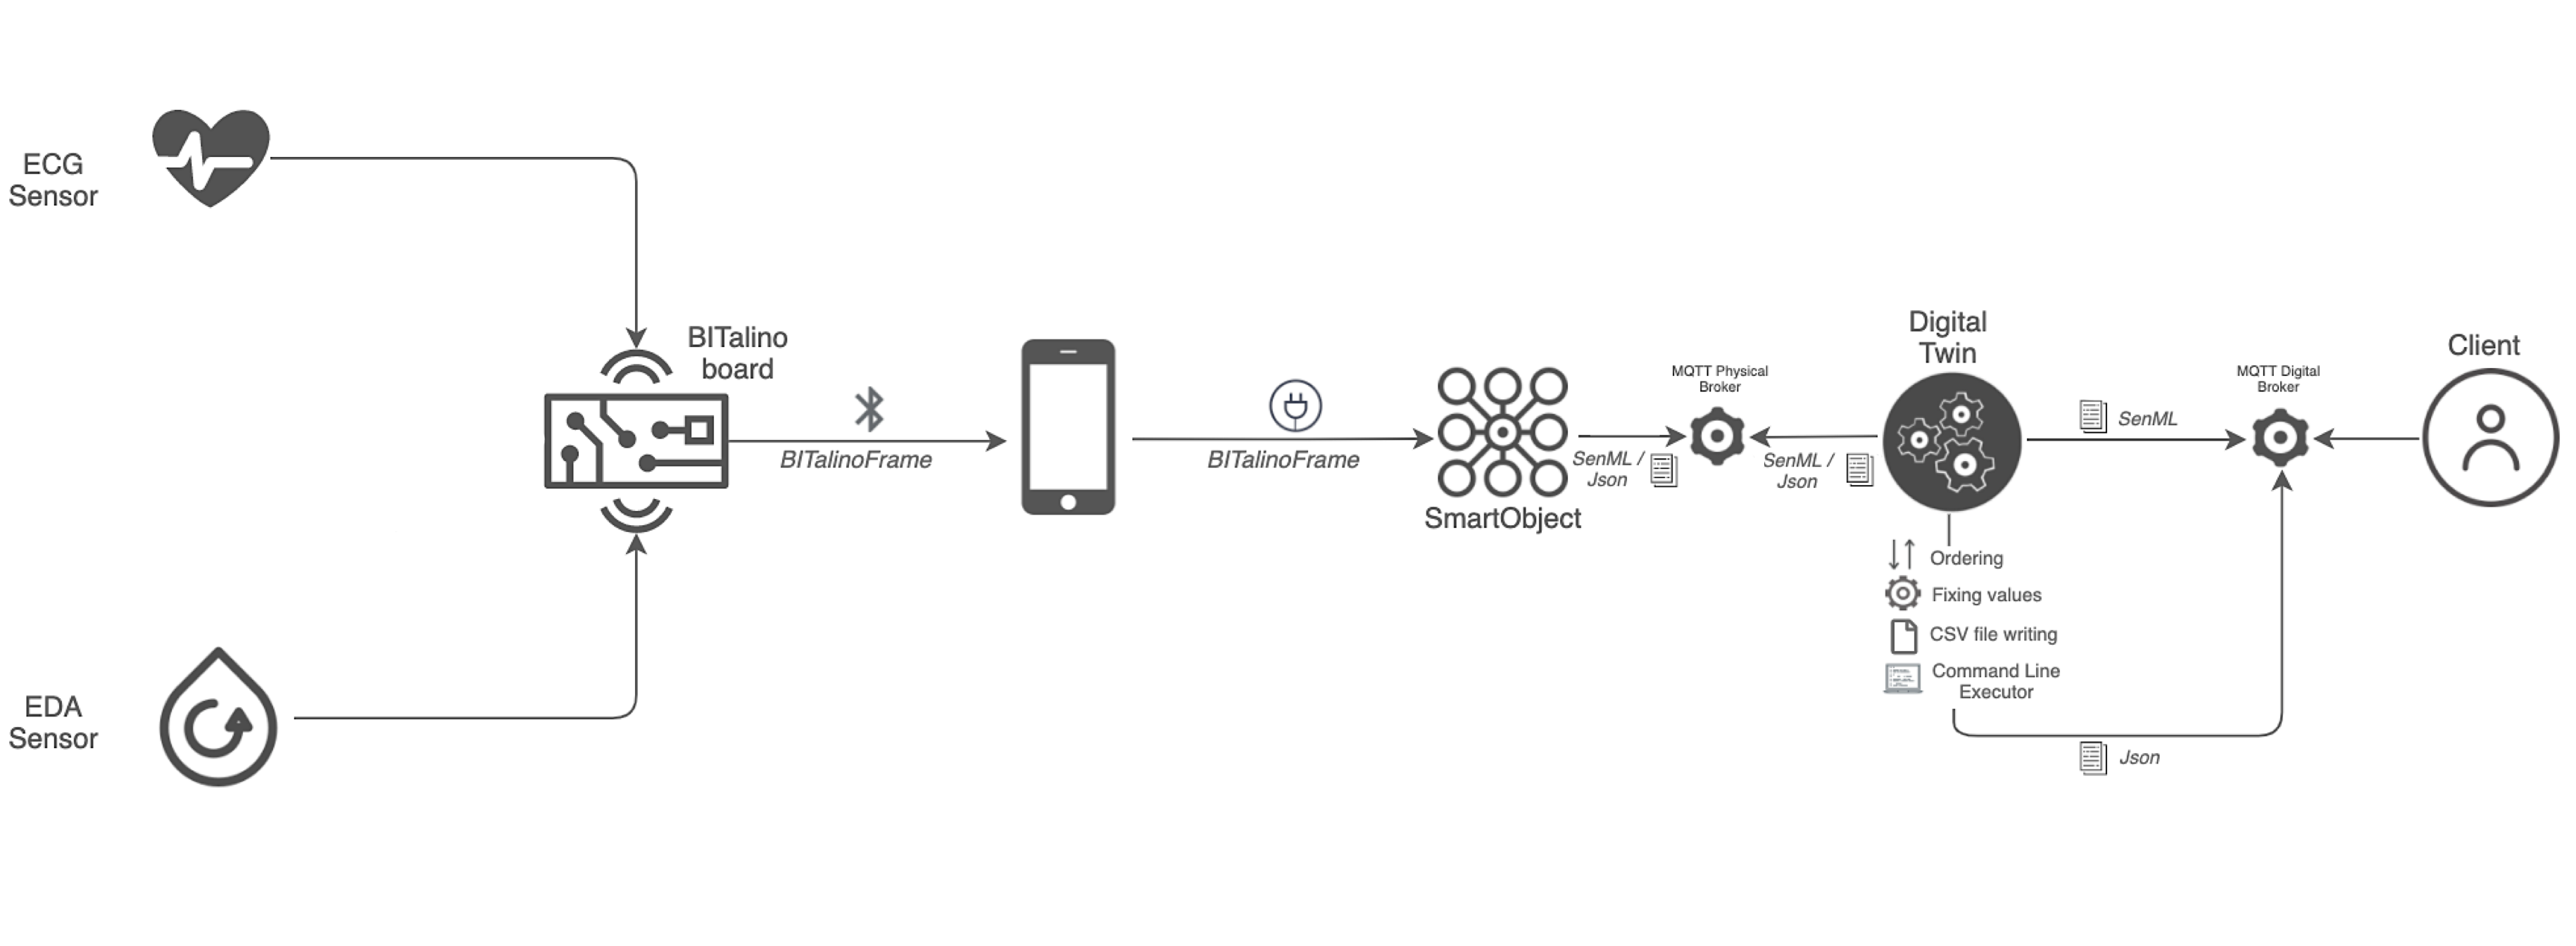 ECG
Sensor
BITalino
board
BITalinoFrame
BITalinoFrame
SmartObject
SenML /
Json
MQTT Physical
Broker
SenML /
Json
Digital
Twin
SenML
MQTT Digital
Broker
Client
Ordering
Fixing values
CSV file writing
Command Line
Executor
Json
EDA
Sensor